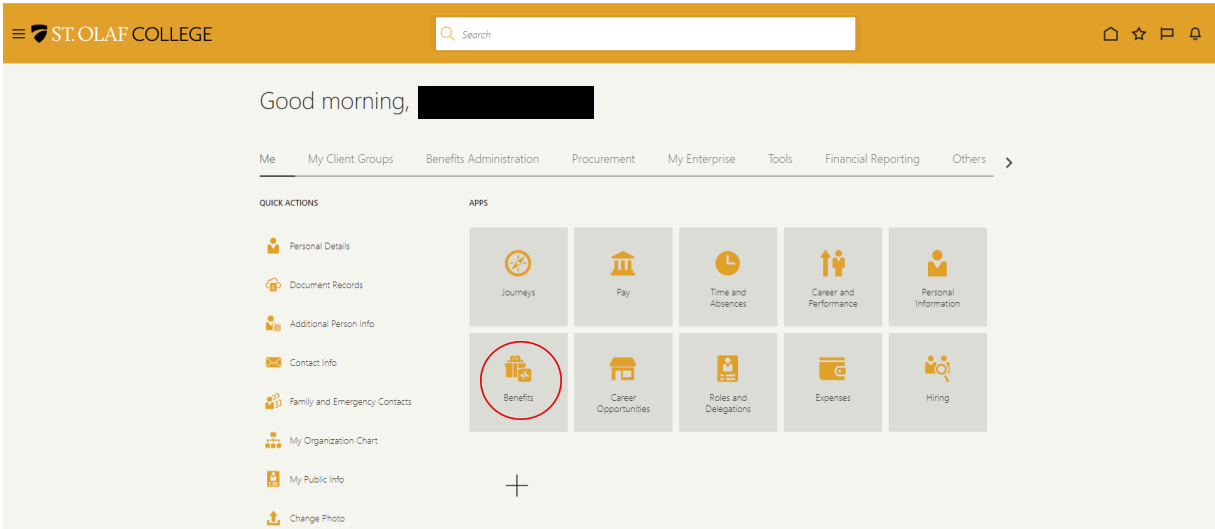 ST. OLAF COLLEGE
Search
Good morning,
Me My Client Groups Benefits Administration Procurement My Enterprise Tools Financial Reporting Others
QUICK ACTIONS
Personal Details
Document Records
Additional Person Info
Contact Info
Family and Emergency Contacts
My Organization Chart
My Public Info
Change Photo
APPS
Journeys
Pay
Time and
Absences
Career and
Performance
Personal
Information
Benefits
Career
Opportunities
Roles and
Delegations
Expenses
Hiring